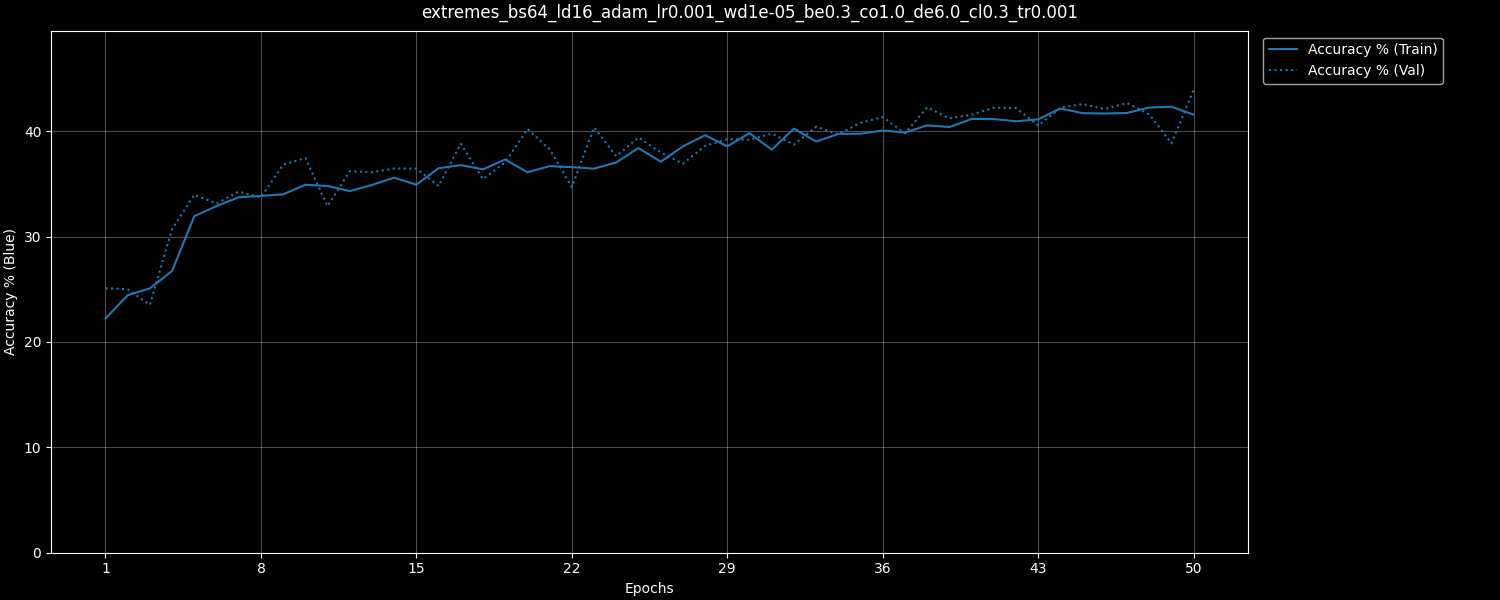 extremes_bs64_ld16_adam_lr0.001_wd1e-05_be0.3_co1.0_de6.0_cl0.3_tr0.001
Accuracy % (Train)
Accuracy % (Val)
Accuracy % (Blue)
40
30
20
10
0
1 8 15 22 29 36 43 50
Epochs